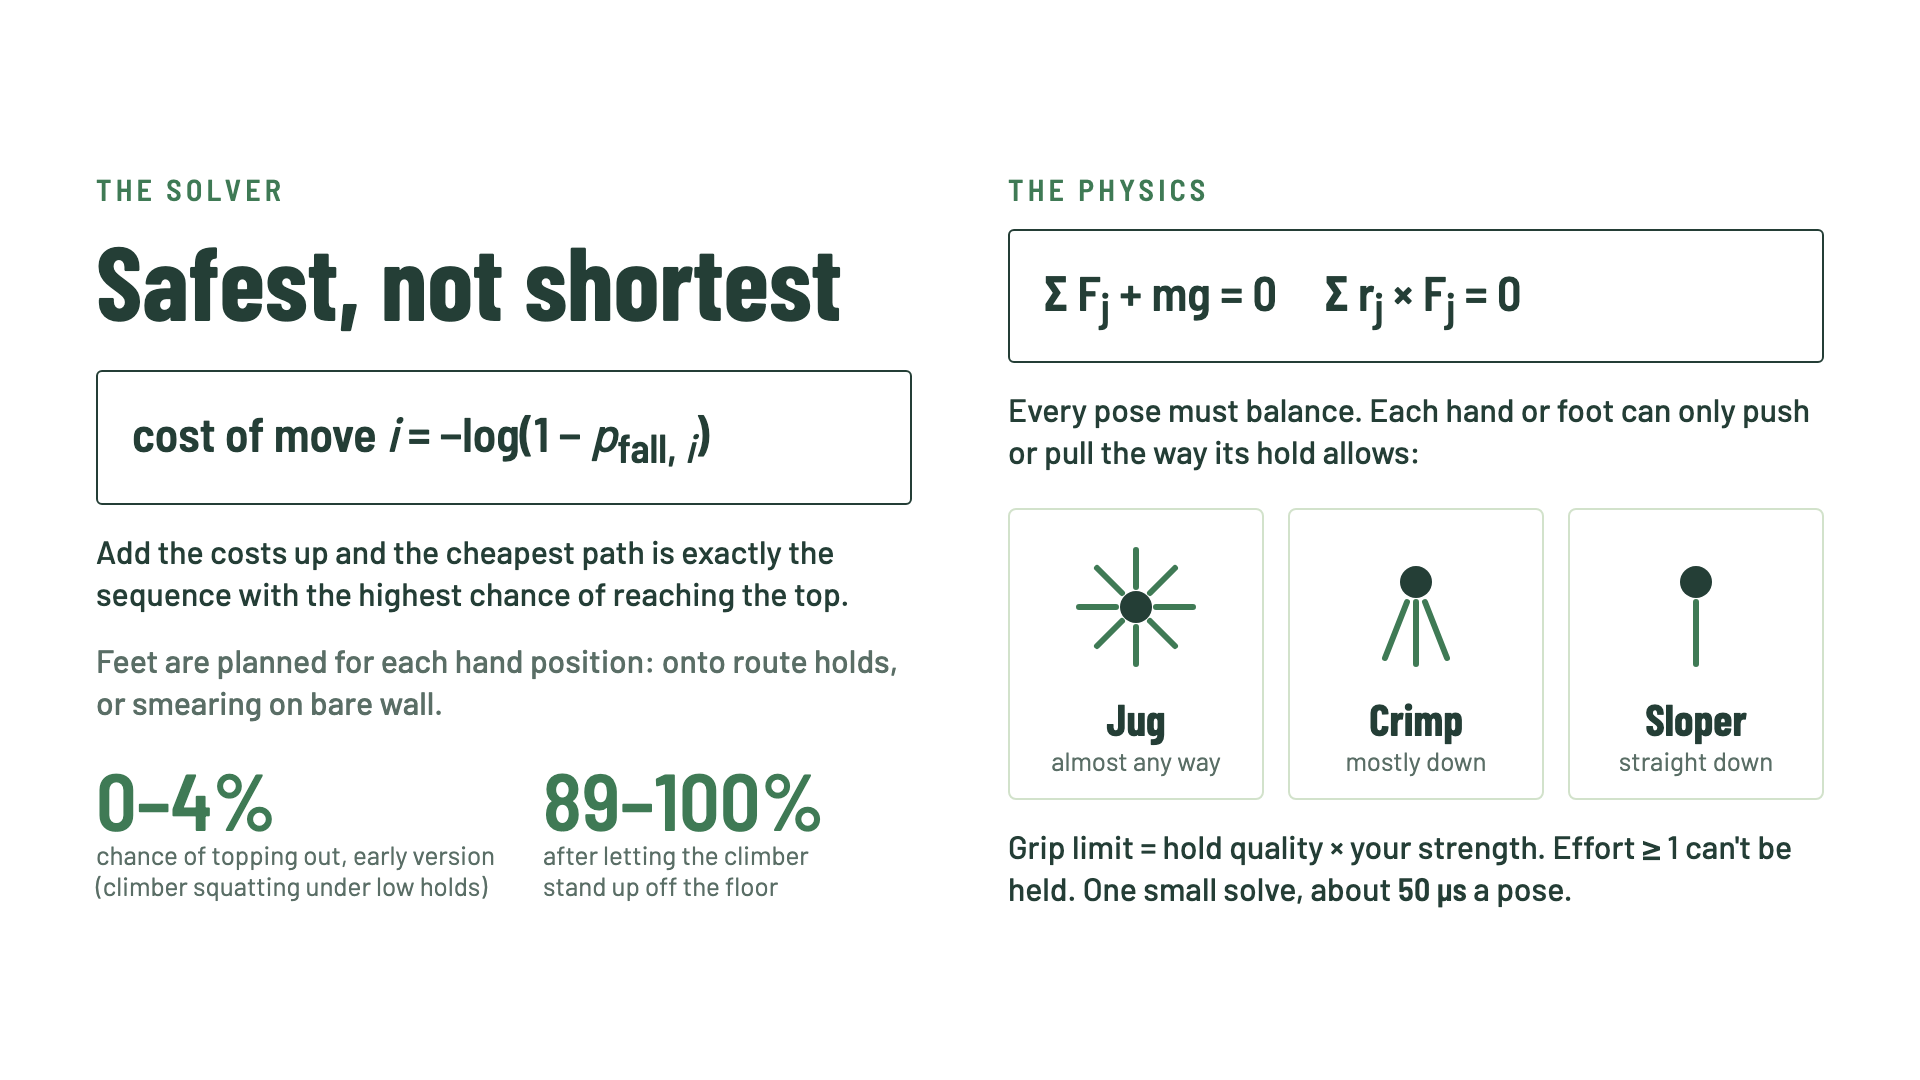 THE SOLVER
Safest, not shortest
cost of move i = −log(1 − p_fall, i)
Add the costs up and the cheapest path is exactly the
sequence with the highest chance of reaching the top.
Feet are planned for each hand position: onto route holds,
or smearing on bare wall.
0–4%
chance of topping out, early version
(climber squatting under low holds)
89–100%
after letting the climber
stand up off the floor
THE PHYSICS
Σ F_j + mg = 0 Σ r_j × F_j = 0
Every pose must balance. Each hand or foot can only push
or pull the way its hold allows:
Jug
almost any way
Crimp
mostly down
Sloper
straight down
Grip limit = hold quality × your strength. Effort ≥ 1 can't be
held. One small solve, about 50 µs a pose.